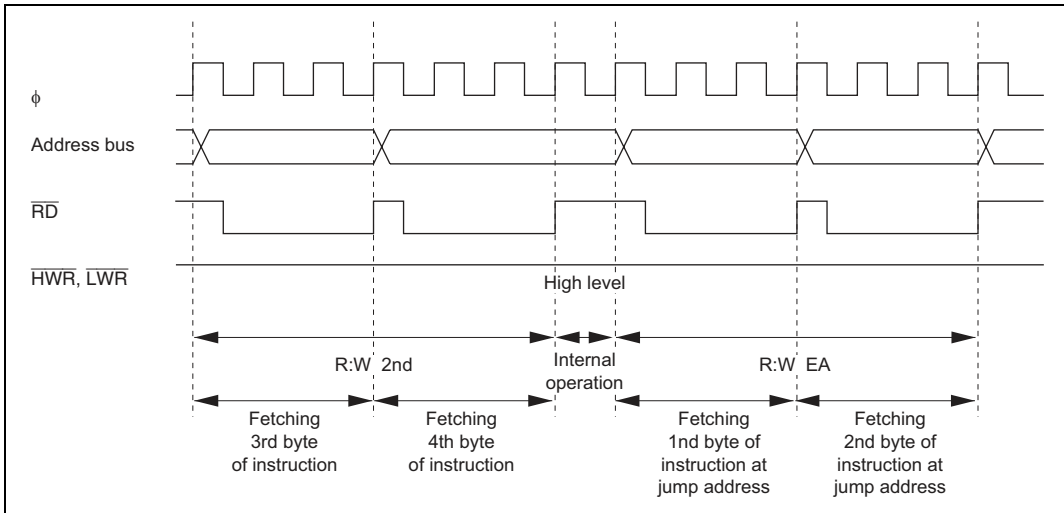 ϕ
Address bus
RD
HWR, LWR
High level
R:W 2nd
Internal
operation
R:W EA
Fetching
3rd byte
of instruction
Fetching
4th byte
of instruction
Fetching
1nd byte of
instruction at
jump address
Fetching
2nd byte of
instruction at
jump address